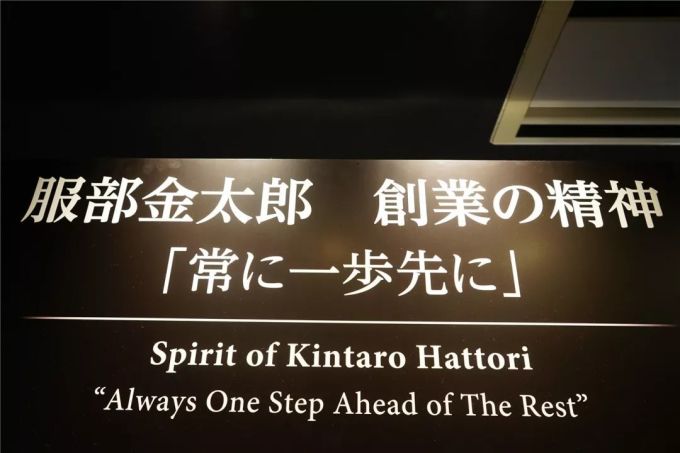 服部金太郎　創業の精神
「常に一歩先に」
Spirit of Kintaro Hattori
“Always One Step Ahead of The Rest”